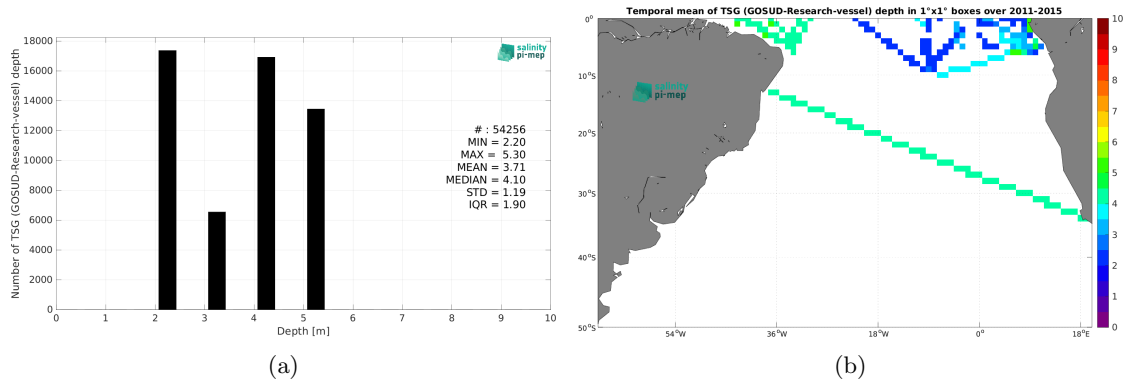 Number of TSG (GOSUD-Research-vessel) depth
18000
16000
14000
12000
10000
8000
6000
4000
2000
0
salinity
pi-mep
# : 54256
MIN = 2.20
MAX = 5.30
MEAN = 3.71
MEDIAN = 4.10
STD = 1.19
IQR = 1.90
0 1 2 3 4 5 6 7 8 9 10
Depth [m]
(a)
Temporal mean of TSG (GOSUD-Research-vessel) depth in 1°x1° boxes over 2011-2015
0°
10°S
20°S
30°S
40°S
50°S
salinity
pi-mep
54°W 36°W 18°W 0° 18°E
10
9
8
7
6
5
4
3
2
1
0
(b)